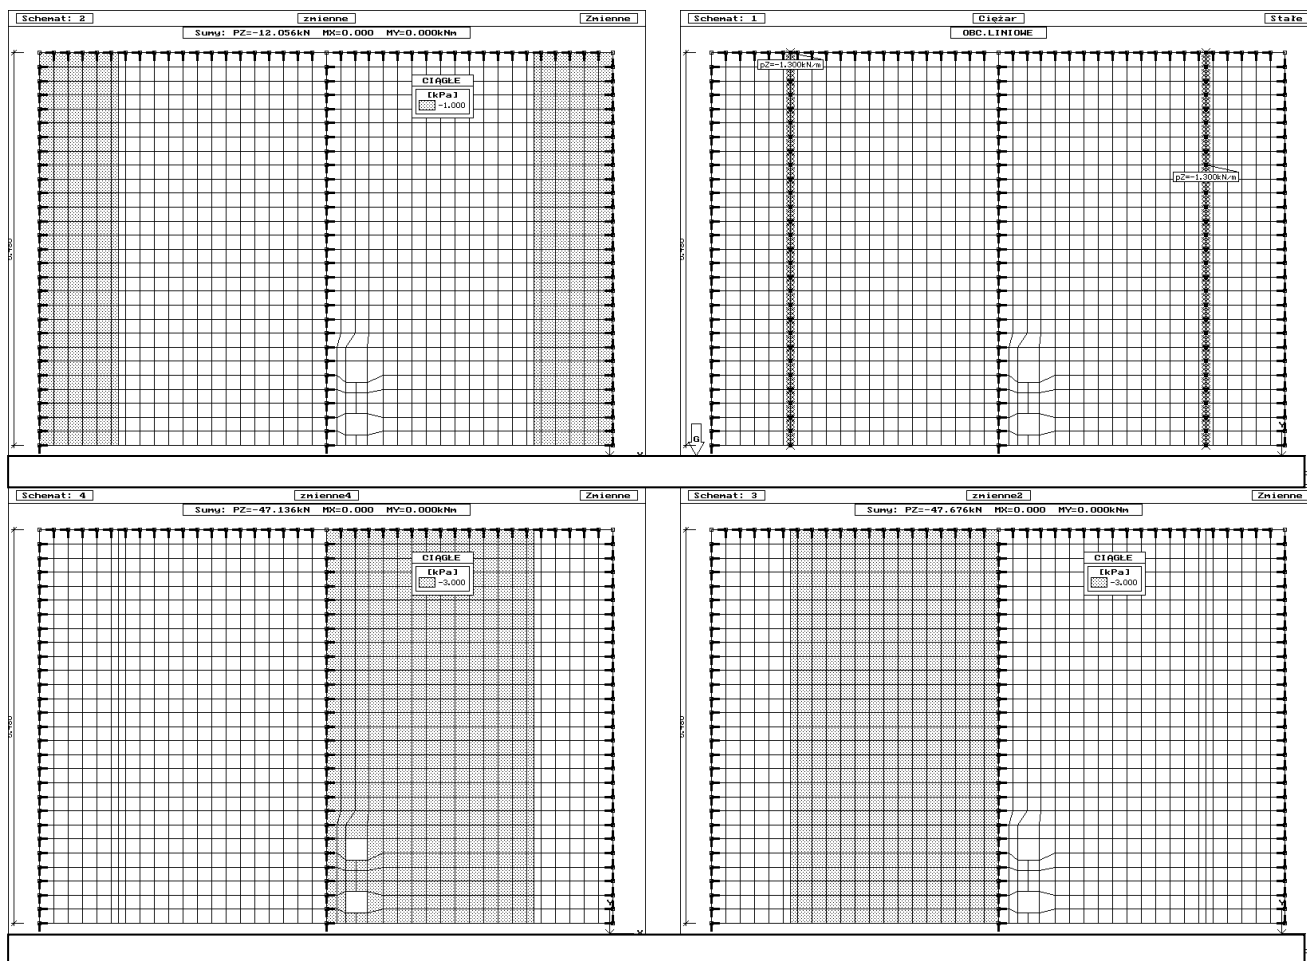 Schemat: 2 zmienne Zmienne
Sumy: PZ=-12.056kN MX=0.000 MY=0.000kNm
CIĄGŁE
[kPa]
-1.000
Schemat: 1 Ciężar Stałe
OBC.LINIOWE
pZ=-1.300kN/m
pZ=-1.300kN/m
G
Y
Schemat: 4 zmienne4 Zmienne
Sumy: PZ=-47.136kN MX=0.000 MY=0.000kNm
CIĄGŁE
[kPa]
-3.000
Y
Schemat: 3 zmienne2 Zmienne
Sumy: PZ=-47.676kN MX=0.000 MY=0.000kNm
CIĄGŁE
[kPa]
-3.000
Y